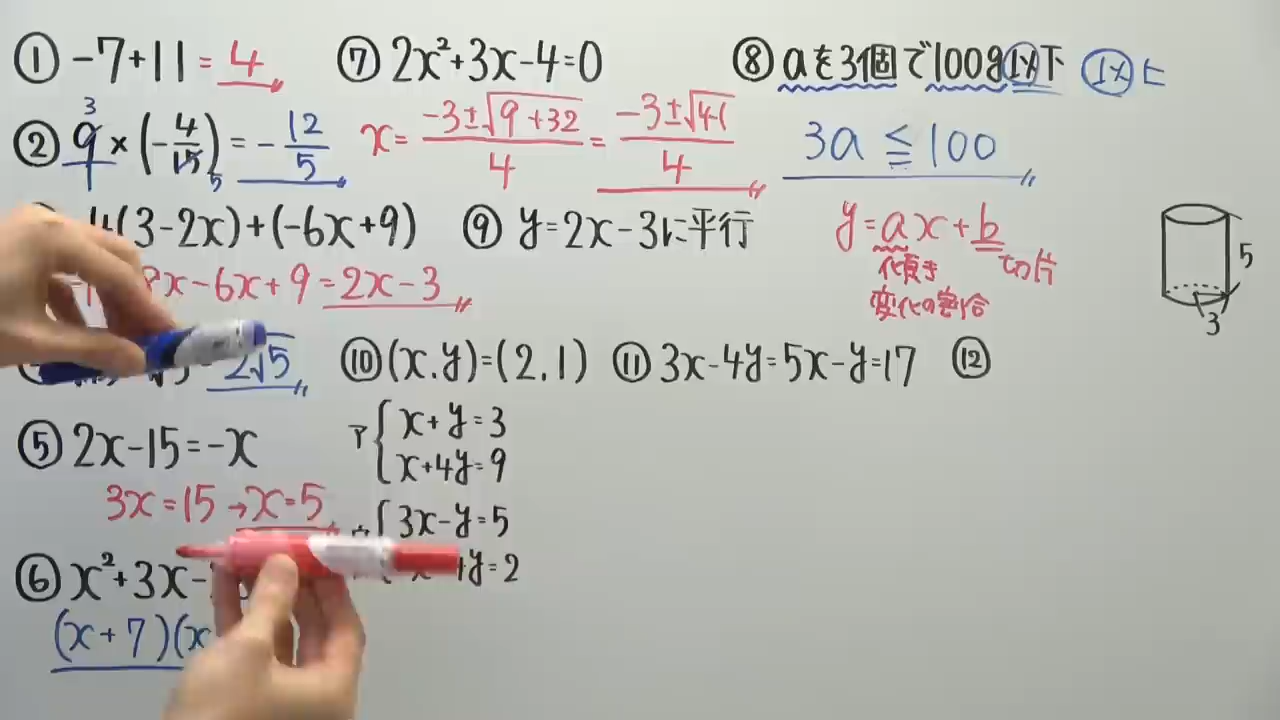 ① -7+11 = 4
② 9 × (-4/15) = -12/5
3
1
5
4(3-2x)+(-6x+9)
8x-6x+9=2x-3
2√5
⑤ 2x-15=-x
3x=15→x=5
⑥ x²+3x-
(x+7)(x
⑦ 2x²+3x-4=0
x= (-3±√9+32)/4 = (-3±√41)/4
⑧ aを3個で100g以下 以上
3a ≦ 100
⑨ y=2x-3に平行
y=ax+b
傾き
切片
変化の割合
⑩ (x.y)=(2.1)
ア { x+y=3
x+4y=9
{ 3x-y=5
y=2
⑪ 3x-4y=5x-y=17
⑫
5
3